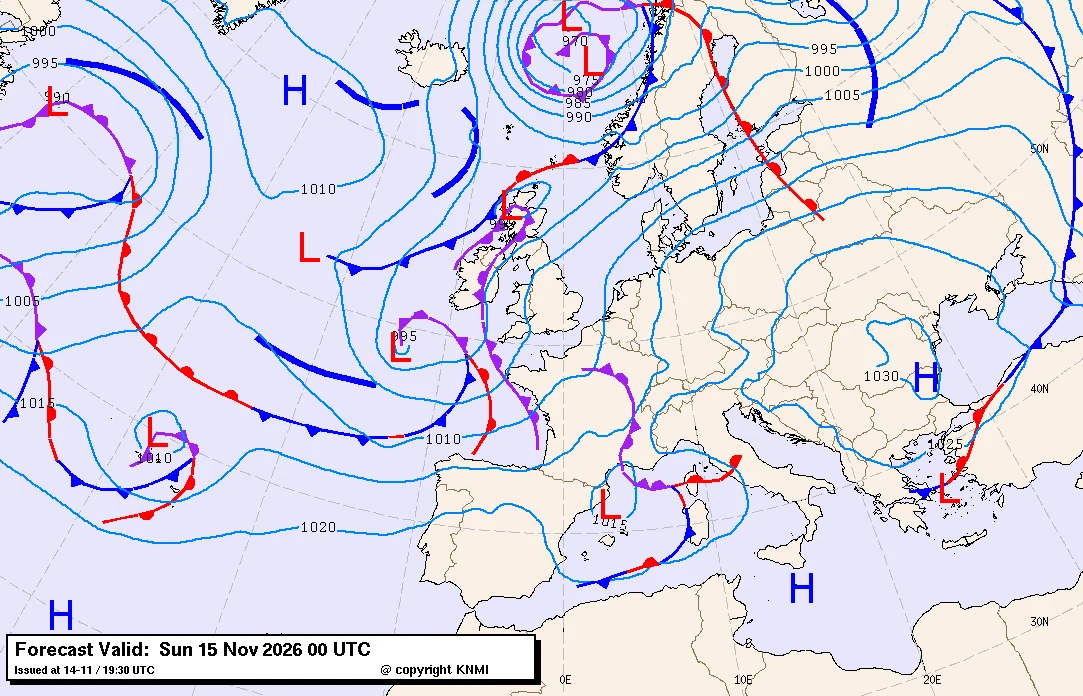 L
970
L
975
980
985
990
1000
995
995
1000
1005
H
L
990
50N
1010
L
995
L
1005
L
995
1030
H
40N
1015
L
1010
1010
1025
L
L
1015
1020
H
H
30N
Forecast Valid: Sun 15 Nov 2026 00 UTC
Issued at 14-11 / 19:30 UTC
@ copyright KNMI
0E
10E
20E